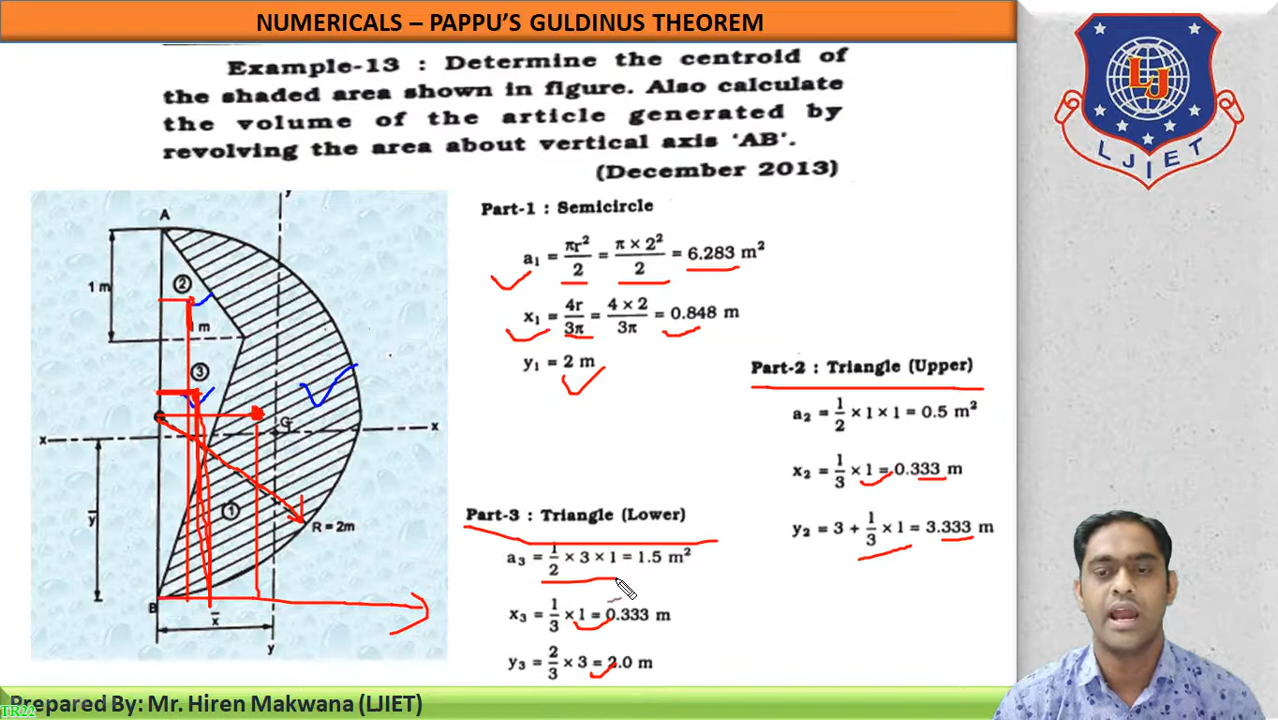 NUMERICALS – PAPPU'S GULDINUS THEOREM
Example-13 : Determine the centroid of
the shaded area shown in figure. Also calculate
the volume of the article generated by
revolving the area about vertical axis 'AB'.
(December 2013)
LJ
LJIET
y
A
②
1 m
1 m
③
G
x
x
ȳ
①
R = 2m
B
x̄
y
Part-1 : Semicircle
a₁ = πr²/2 = π × 2²/2 = 6.283 m²
x₁ = 4r/3π = 4 × 2/3π = 0.848 m
y₁ = 2 m
Part-2 : Triangle (Upper)
a₂ = 1/2 × 1 × 1 = 0.5 m²
x₂ = 1/3 × 1 = 0.333 m
y₂ = 3 + 1/3 × 1 = 3.333 m
Part-3 : Triangle (Lower)
a₃ = 1/2 × 3 × 1 = 1.5 m²
x₃ = 1/3 × 1 = 0.333 m
y₃ = 2/3 × 3 = 2.0 m
Prepared By: Mr. Hiren Makwana (LJIET)
TR22